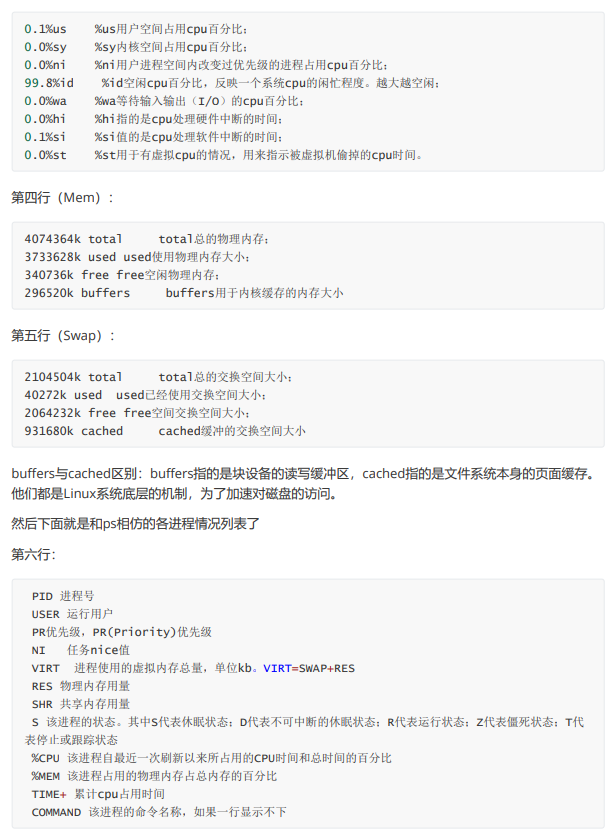 0.1%us %us用户空间占用cpu百分比;
0.0%sy %sy内核空间占用cpu百分比;
0.0%ni %ni用户进程空间内改变过优先级的进程占用cpu百分比;
99.8%id %id空闲cpu百分比，反映一个系统cpu的闲忙程度。越大越空闲;
0.0%wa %wa等待输入输出（I/O）的cpu百分比;
0.0%hi %hi指的是cpu处理硬件中断的时间;
0.1%si %si值的是cpu处理软件中断的时间;
0.0%st %st用于有虚拟cpu的情况，用来指示被虚拟机偷掉的cpu时间。
第四行（Mem）：
4074364k total total总的物理内存;
3733628k used used使用物理内存大小;
340736k free free空闲物理内存;
296520k buffers buffers用于内核缓存的内存大小
第五行（Swap）：
2104504k total total总的交换空间大小;
40272k used used已经使用交换空间大小;
2064232k free free空间交换空间大小;
931680k cached cached缓冲的交换空间大小
buffers与cached区别：buffers指的是块设备的读写缓冲区，cached指的是文件系统本身的页面缓存。
他们都是Linux系统底层的机制，为了加速对磁盘的访问。
然后下面就是和ps相仿的各进程情况列表了
第六行：
PID 进程号
USER 运行用户
PR优先级，PR(Priority)优先级
NI 任务nice值
VIRT 进程使用的虚拟内存总量，单位kb。VIRT=SWAP+RES
RES 物理内存用量
SHR 共享内存用量
S 该进程的状态。其中S代表休眠状态；D代表不可中断的休眠状态；R代表运行状态；Z代表僵死状态；T代
表停止或跟踪状态
%CPU 该进程自最近一次刷新以来所占用的CPU时间和总时间的百分比
%MEM 该进程占用的物理内存占总内存的百分比
TIME+ 累计cpu占用时间
COMMAND 该进程的命令名称，如果一行显示不下